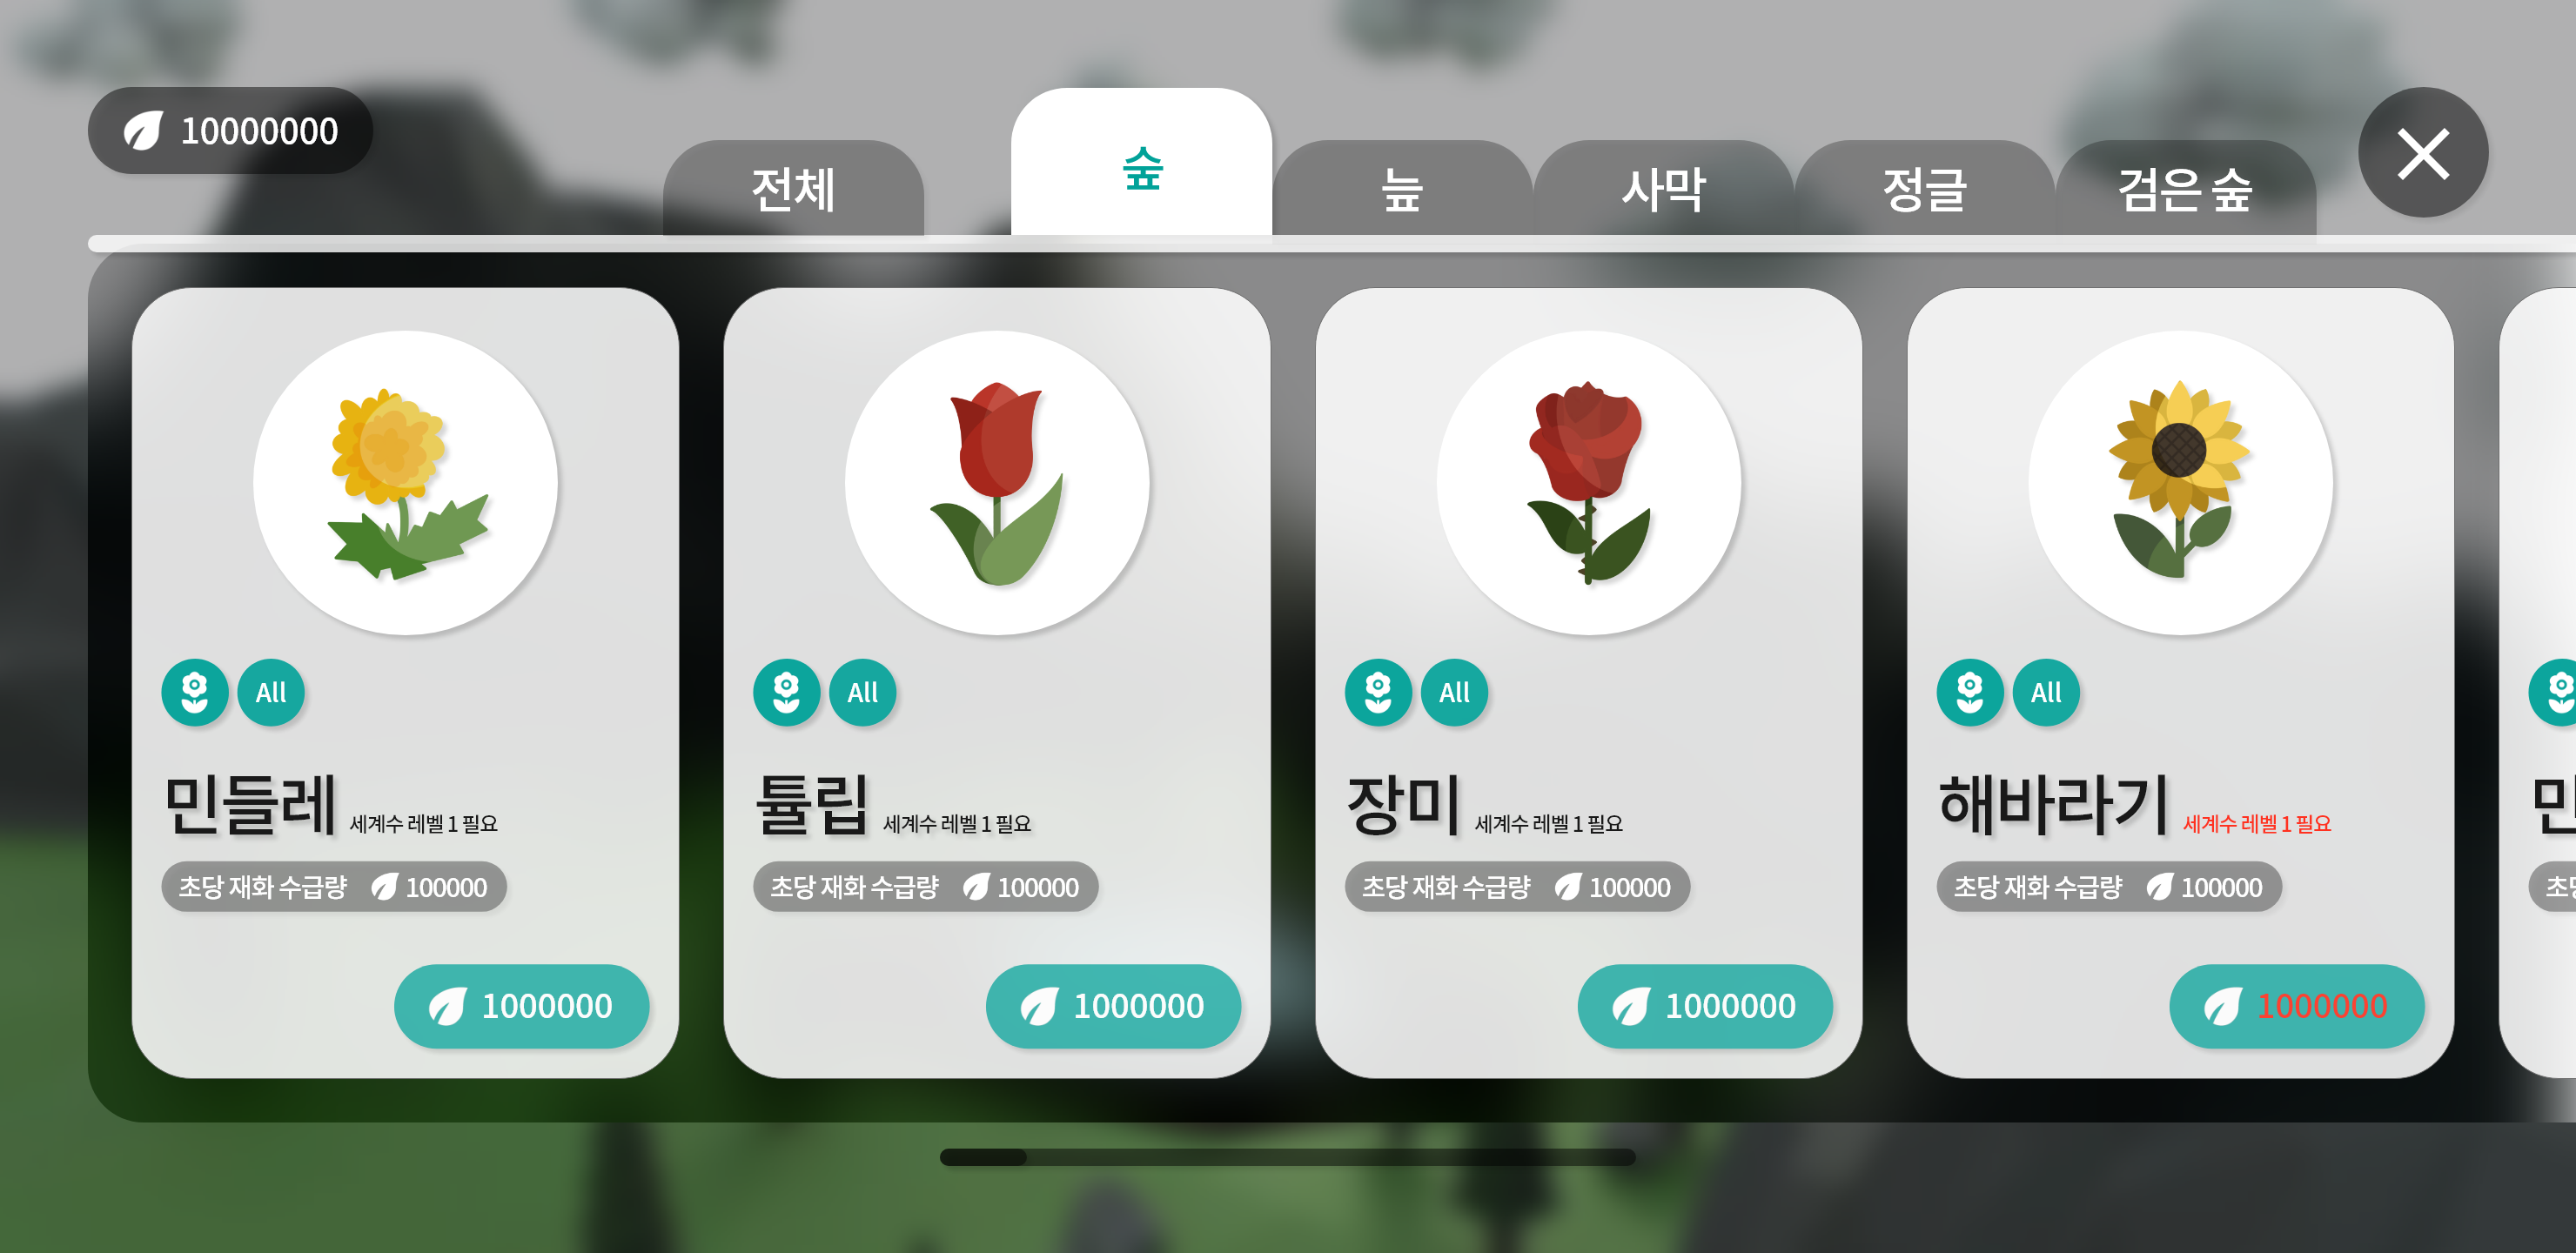 10000000
전체
숲
늪
사막
정글
검은 숲
All
민들레 세계수 레벨 1 필요
초당 재화 수급량 100000
1000000
All
튤립 세계수 레벨 1 필요
초당 재화 수급량 100000
1000000
All
장미 세계수 레벨 1 필요
초당 재화 수급량 100000
1000000
All
해바라기 세계수 레벨 1 필요
초당 재화 수급량 100000
1000000